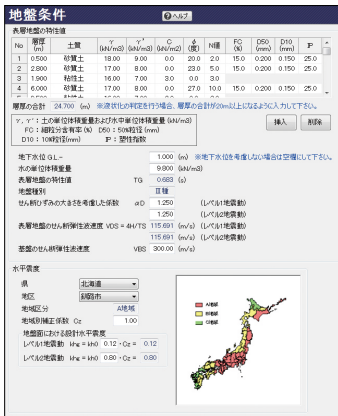 地盤条件
ヘルプ
表層地盤の特性値
No 層厚 (m) 土質 γ (kN/m3) γ' (kN/m3) C (kN/m2) φ (度) N値 FC (%) D50 (mm) D10 (mm) IP
1 0.500 砂質土 18.00 9.00 0.0 20.0 2.0 15.0 0.200 0.150 25.0
2 0.500 砂質土 17.00 8.00 0.0 23.0 5.0 15.0 0.200 0.150 25.0
3 1.900 粘性土 16.00 7.00 3.0 0.0 3.0
4 6.000 砂質土 17.00 8.00 0.0 27.0 10.0 15.0 0.200 0.150 25.0
層厚の合計 24.700 (m) ※液状化の判定を行う場合、層厚の合計が20m以上になるように入力して下さい。
γ, γ' : 土の単位体積重量および水中単位体積重量 (kN/m3)
FC : 細粒分含有率 (%) D50 : 50%粒径 (mm)
D10 : 10%粒径(mm) IP : 塑性指数
挿入 削除
地下水位 G.L- 1.000 (m) ※地下水位を考慮しない場合は空欄にして下さい。
水の単位体積重量 9.800 (kN/m3)
表層地盤の特性値 TG 0.683 (s)
地盤種別 Ⅲ種
せん断ひずみの大きさを考慮した係数 αD 1.250 (レベル1地震動)
1.250 (レベル2地震動)
表層地盤のせん断弾性波速度 VDS = 4H/TS 115.691 (m/s) (レベル1地震動)
115.691 (m/s) (レベル2地震動)
基盤のせん断弾性波速度 VBS 300.00 (m/s)
水平震度
県 北海道
地区 釧路市
地域区分 A地域
地域別補正係数 Cz 1.00
地盤面における設計水平震度
レベル1地震動 khg = kh0 0.12 ・Cz = 0.12
レベル2地震動 khg = kh0 0.80 ・Cz = 0.80
A地域
B地域
C地域